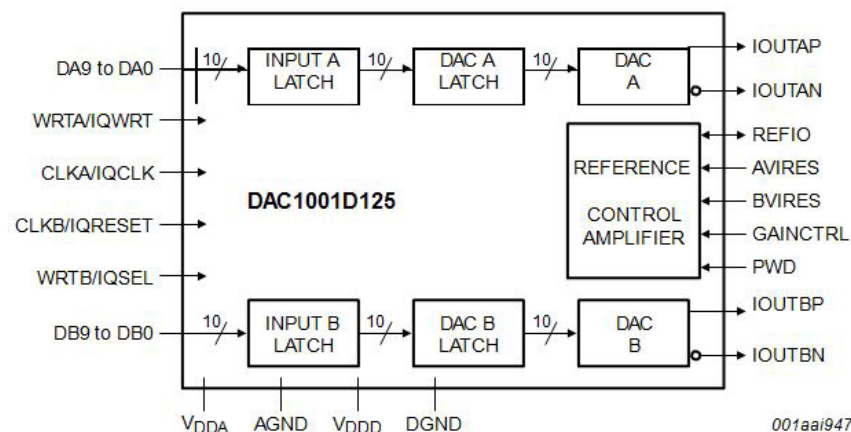 DA9 to DA0
10
INPUT A
LATCH
10
DAC A
LATCH
10
DAC
A
IOUTAP
IOUTAN
WRTA/IQWRT
CLKA/IQCLK
CLKB/IQRESET
WRTB/IQSEL
DAC1001D125
REFERENCE
CONTROL
AMPLIFIER
REFIO
AVIRES
BVIRES
GAINCTRL
PWD
DB9 to DB0
10
INPUT B
LATCH
10
DAC B
LATCH
10
DAC
B
IOUTBP
IOUTBN
VDDA
AGND
VDDD
DGND
001aai947